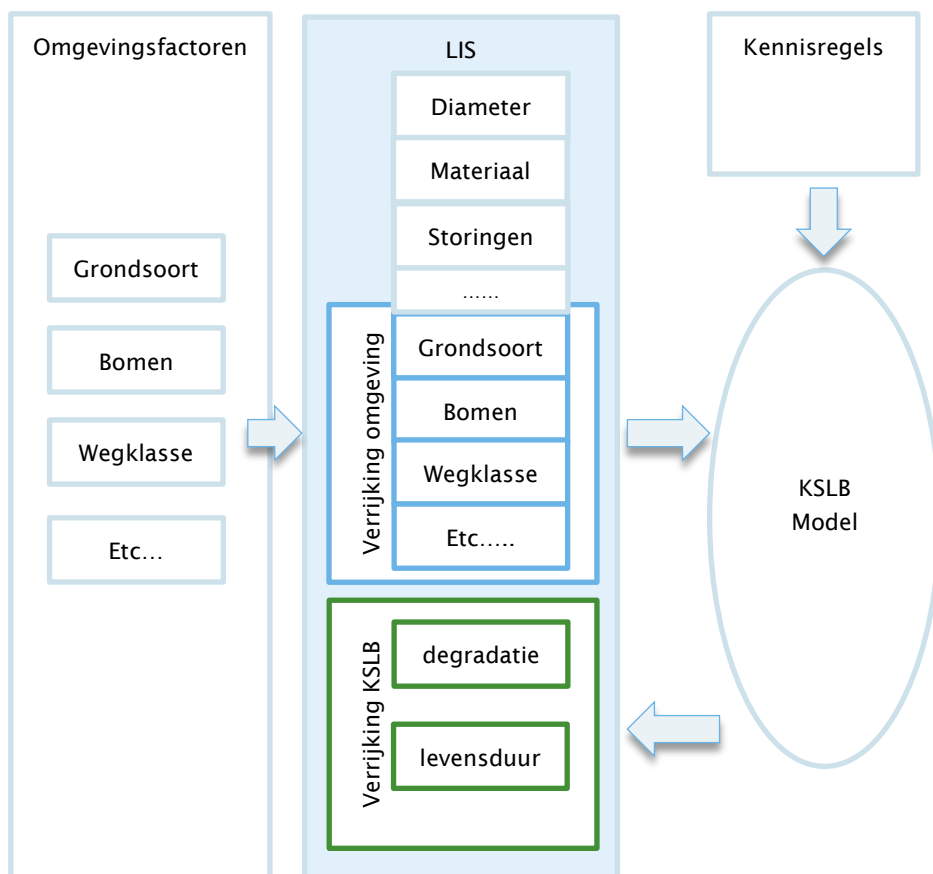 Omgevingsfactoren
Grondsoort
Bomen
Wegklasse
Etc...
LIS
Diameter
Materiaal
Storingen
......
Verrijking omgeving
Grondsoort
Bomen
Wegklasse
Etc.....
Verrijking KSLB
degradatie
levensduur
Kennisregels
KSLB
Model